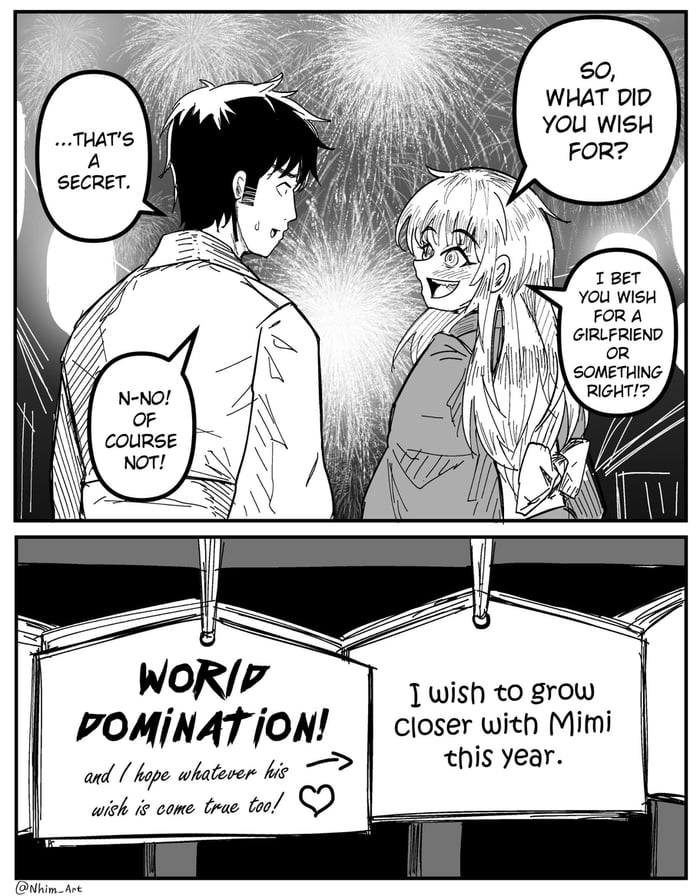 SO,
WHAT DID
YOU WISH
FOR?
...THAT'S
A
SECRET.
I BET
YOU WISH
FOR A
GIRLFRIEND
OR
SOMETHING
RIGHT!?
N-NO!
OF
COURSE
NOT!
WORlD
DOMiNATiON!
and I hope whatever his
wish is come true too!
I wish to grow
closer with Mimi
this year.
@Nhim_Art